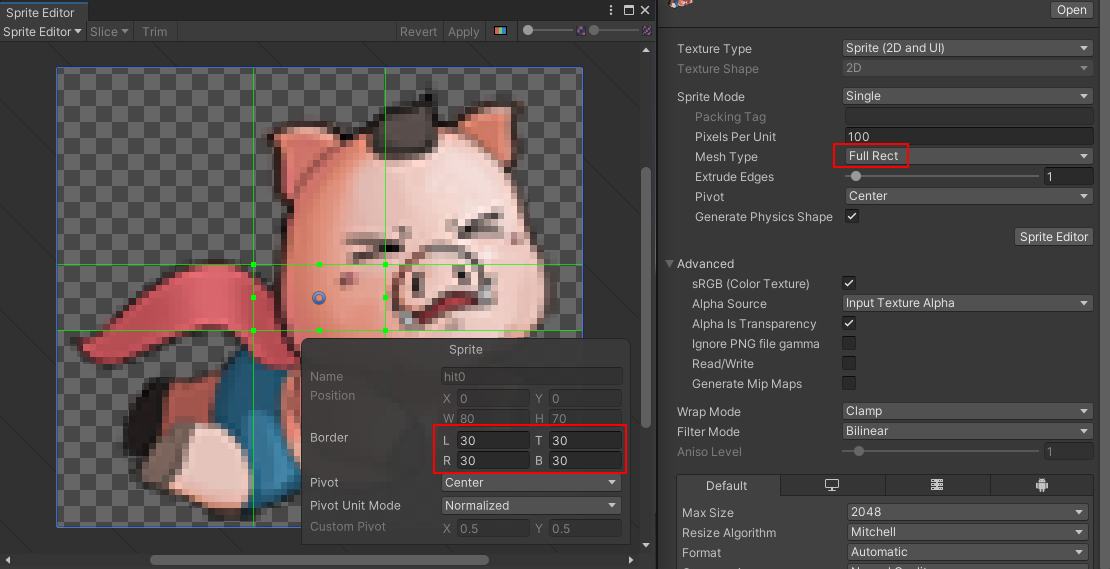 Sprite Editor
Sprite Editor Slice Trim Revert Apply
Sprite
Name hit0
Position X 0 Y 0
W 80 H 70
Border L 30 T 30
R 30 B 30
Pivot Center
Pivot Unit Mode Normalized
Custom Pivot X 0.5 Y 0.5
Open
Texture Type Sprite (2D and UI)
Texture Shape 2D
Sprite Mode Single
Packing Tag
Pixels Per Unit 100
Mesh Type Full Rect
Extrude Edges 1
Pivot Center
Generate Physics Shape
Sprite Editor
Advanced
sRGB (Color Texture)
Alpha Source Input Texture Alpha
Alpha Is Transparency
Ignore PNG file gamma
Read/Write
Generate Mip Maps
Wrap Mode Clamp
Filter Mode Bilinear
Aniso Level 1
Default
Max Size 2048
Resize Algorithm Mitchell
Format Automatic